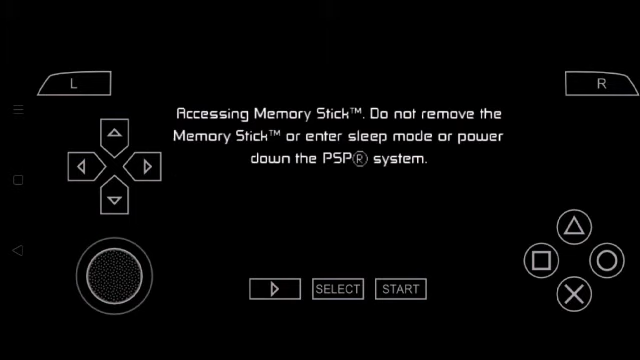 L
R
Accessing Memory Stick™. Do not remove the
Memory Stick™ or enter sleep mode or power
down the PSP® system.
SELECT
START